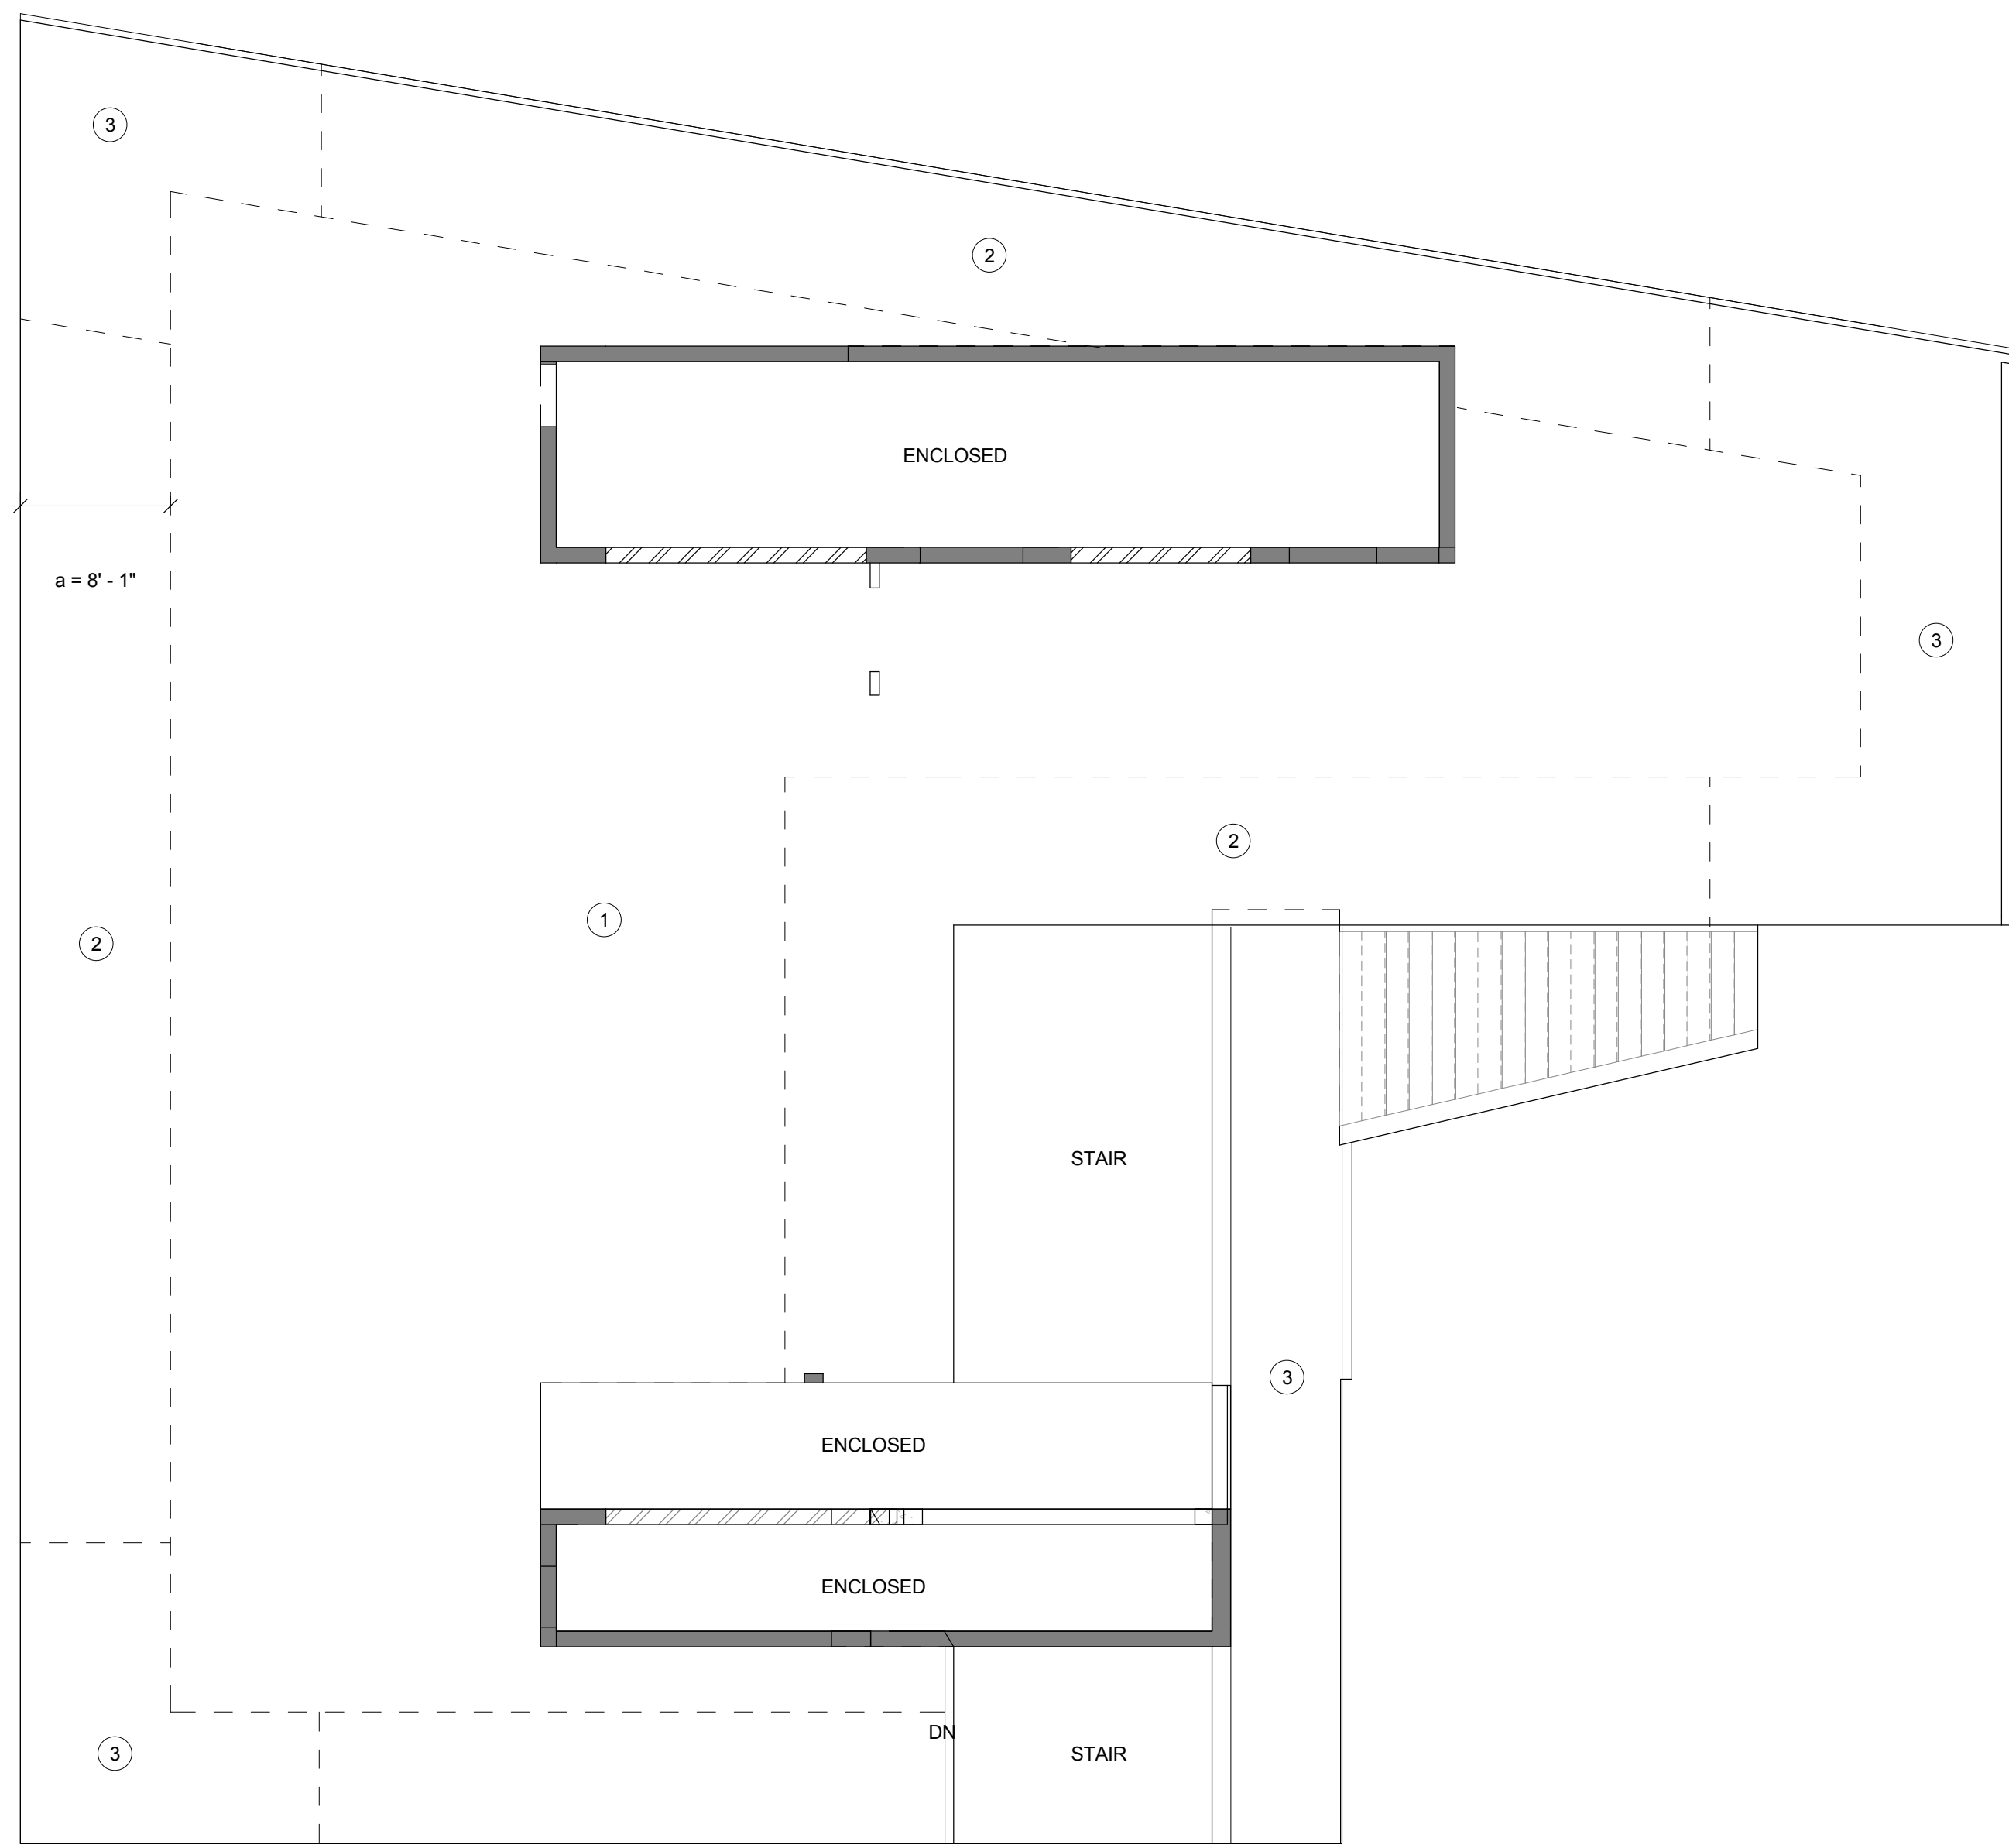 3
2
ENCLOSED
a = 8' - 1"
3
2
1
2
STAIR
3
ENCLOSED
ENCLOSED
DN
3
STAIR